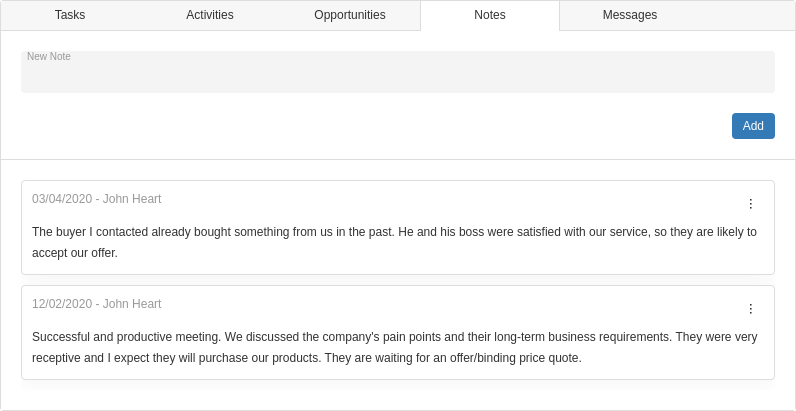 Tasks Activities Opportunities Notes Messages
New Note
Add
03/04/2020 - John Heart
The buyer I contacted already bought something from us in the past. He and his boss were satisfied with our service, so they are likely to
accept our offer.
12/02/2020 - John Heart
Successful and productive meeting. We discussed the company's pain points and their long-term business requirements. They were very
receptive and I expect they will purchase our products. They are waiting for an offer/binding price quote.